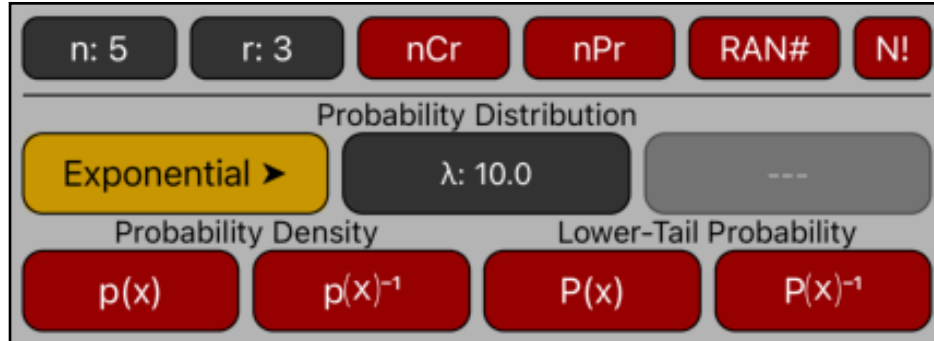 n: 5 r: 3 nCr nPr RAN# N!
Probability Distribution
Exponential ➤ λ: 10.0 ---
Probability Density Lower-Tail Probability
p(x) p(x)⁻¹ P(x) P(x)⁻¹